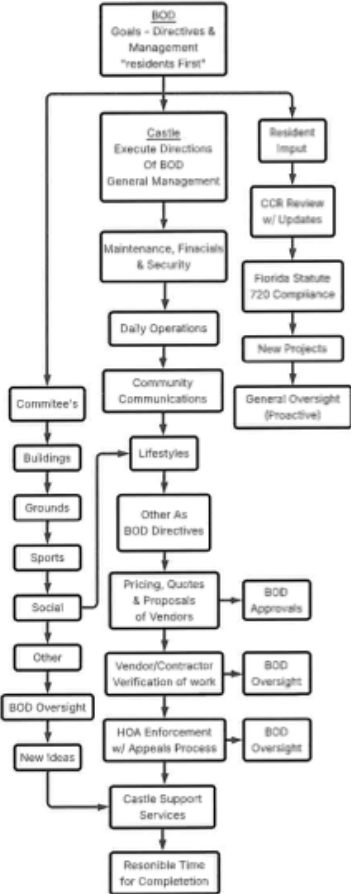 BOD
Goals - Directives &
Management
"residents First"
Castle
Execute Directions
Of BOD
General Management
Resident
Imput
CCR Review
w/ Updates
Maintenance, Finacials
& Security
Florida Statute
720 Compliance
Daily Operations
New Projects
Community
Communications
General Oversight
(Proactive)
Commitee's
Buildings
Lifestyles
Grounds
Other As
BOD Directives
Sports
Pricing, Quotes
& Proposals
of Vendors
BOD
Approvals
Social
Other
Vendor/Contractor
Verification of work
BOD
Oversight
BOD Oversight
HOA Enforcement
w/ Appeals Process
BOD
Oversight
New Ideas
Castle Support
Services
Resonible Time
for Completetion